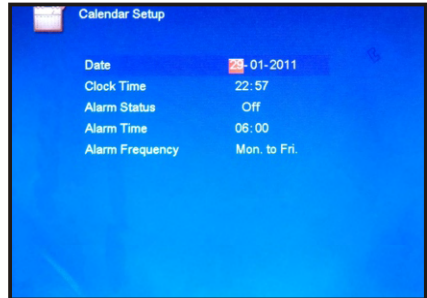 Calendar Setup
Date 29-01-2011
Clock Time 22:57
Alarm Status Off
Alarm Time 06:00
Alarm Frequency Mon. to Fri.